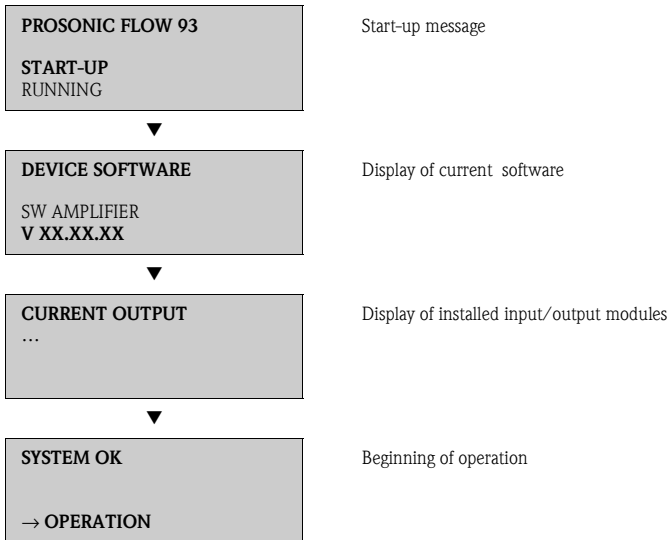 PROSONIC FLOW 93
Start-up message
START-UP
RUNNING
▼
DEVICE SOFTWARE
Display of current software
SW AMPLIFIER
V XX.XX.XX
▼
CURRENT OUTPUT
Display of installed input/output modules
…
▼
SYSTEM OK
Beginning of operation
→ OPERATION